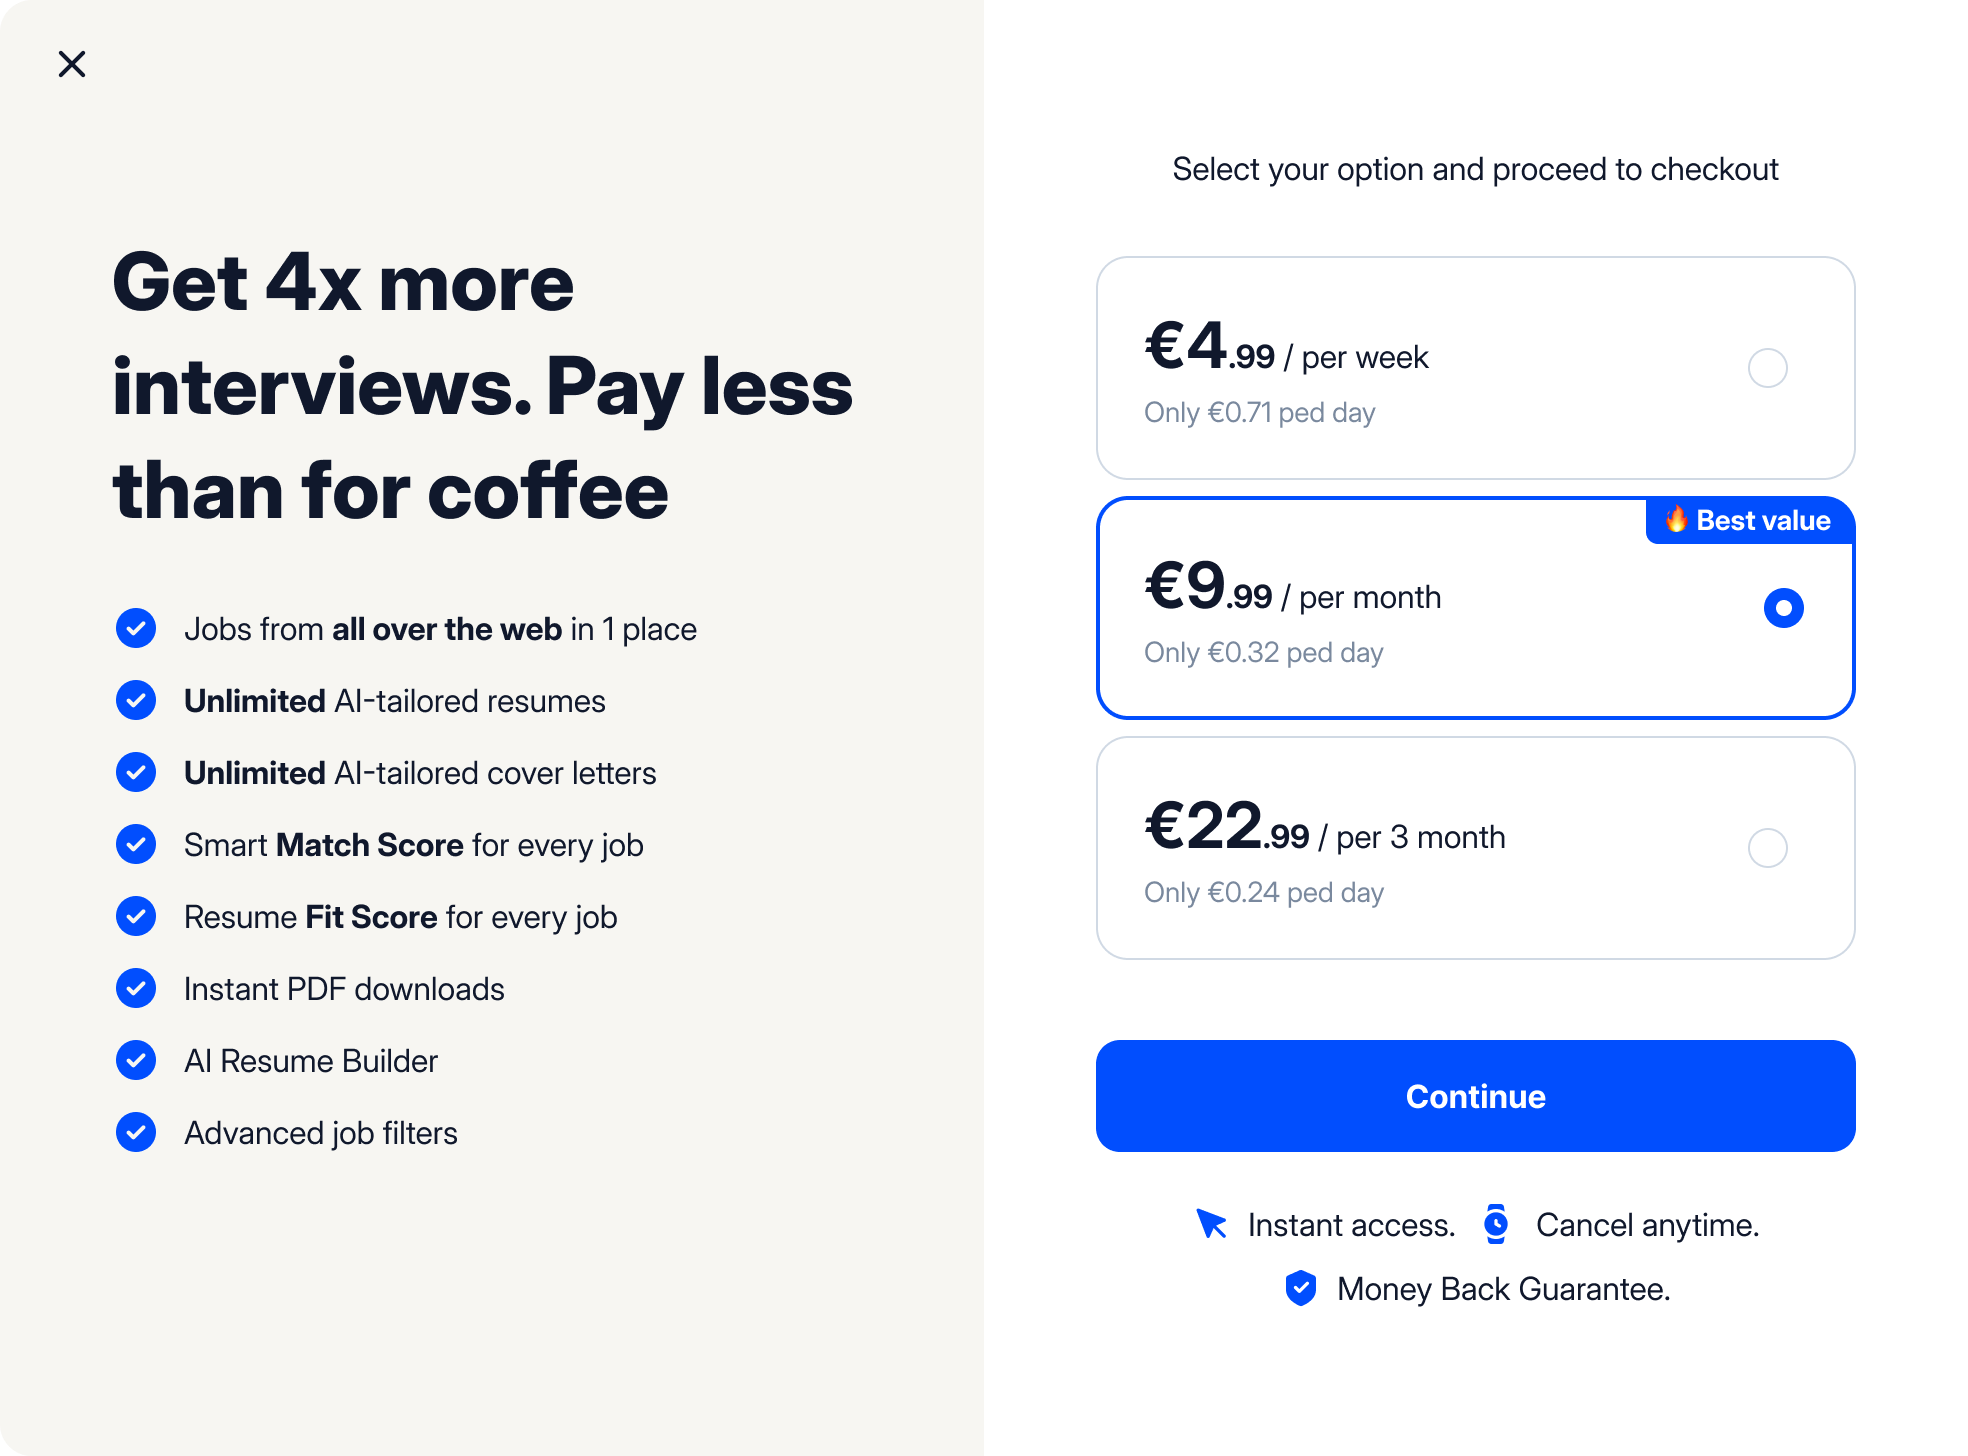 Get 4x more
interviews. Pay less
than for coffee
Jobs from all over the web in 1 place
Unlimited AI-tailored resumes
Unlimited AI-tailored cover letters
Smart Match Score for every job
Resume Fit Score for every job
Instant PDF downloads
AI Resume Builder
Advanced job filters
Select your option and proceed to checkout
€4.99 / per week
Only €0.71 ped day
🔥 Best value
€9.99 / per month
Only €0.32 ped day
€22.99 / per 3 month
Only €0.24 ped day
Continue
Instant access. Cancel anytime.
Money Back Guarantee.